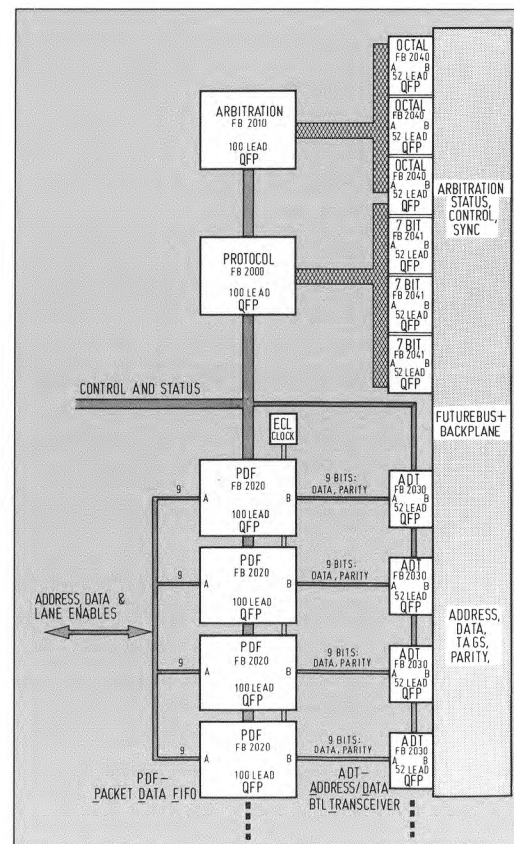 ARBITRATION
FB 2010
100 LEAD
QFP
PROTOCOL
FB 2000
100 LEAD
QFP
OCTAL
FB 2040
A B
52 LEAD
QFP
OCTAL
FB 2040
A B
52 LEAD
QFP
OCTAL
FB 2040
A B
52 LEAD
QFP
7 BIT
FB 2041
A B
52 LEAD
QFP
7 BIT
FB 2041
A B
52 LEAD
QFP
7 BIT
FB 2041
A B
52 LEAD
QFP
ARBITRATION
STATUS,
CONTROL,
SYNC
CONTROL AND STATUS
ECL
CLOCK
FUTUREBUS+
BACKPLANE
9
PDF
FB 2020
A B
100 LEAD
QFP
9 BITS:
DATA, PARITY
ADT
FB 2030
A B
52 LEAD
QFP
9
PDF
FB 2020
A B
100 LEAD
QFP
9 BITS:
DATA, PARITY
ADT
FB 2030
A B
52 LEAD
QFP
ADDRESS, DATA &
LANE ENABLES
9
PDF
FB 2020
A B
100 LEAD
QFP
9 BITS:
DATA, PARITY
ADT
FB 2030
A B
52 LEAD
QFP
9
PDF
FB 2020
A B
100 LEAD
QFP
9 BITS:
DATA, PARITY
ADT
FB 2030
A B
52 LEAD
QFP
ADDRESS,
DATA,
TAGS,
PARITY,
PDF-
PACKET DATA FIFO
ADT-
ADDRESS/DATA
BTL TRANSCEIVER